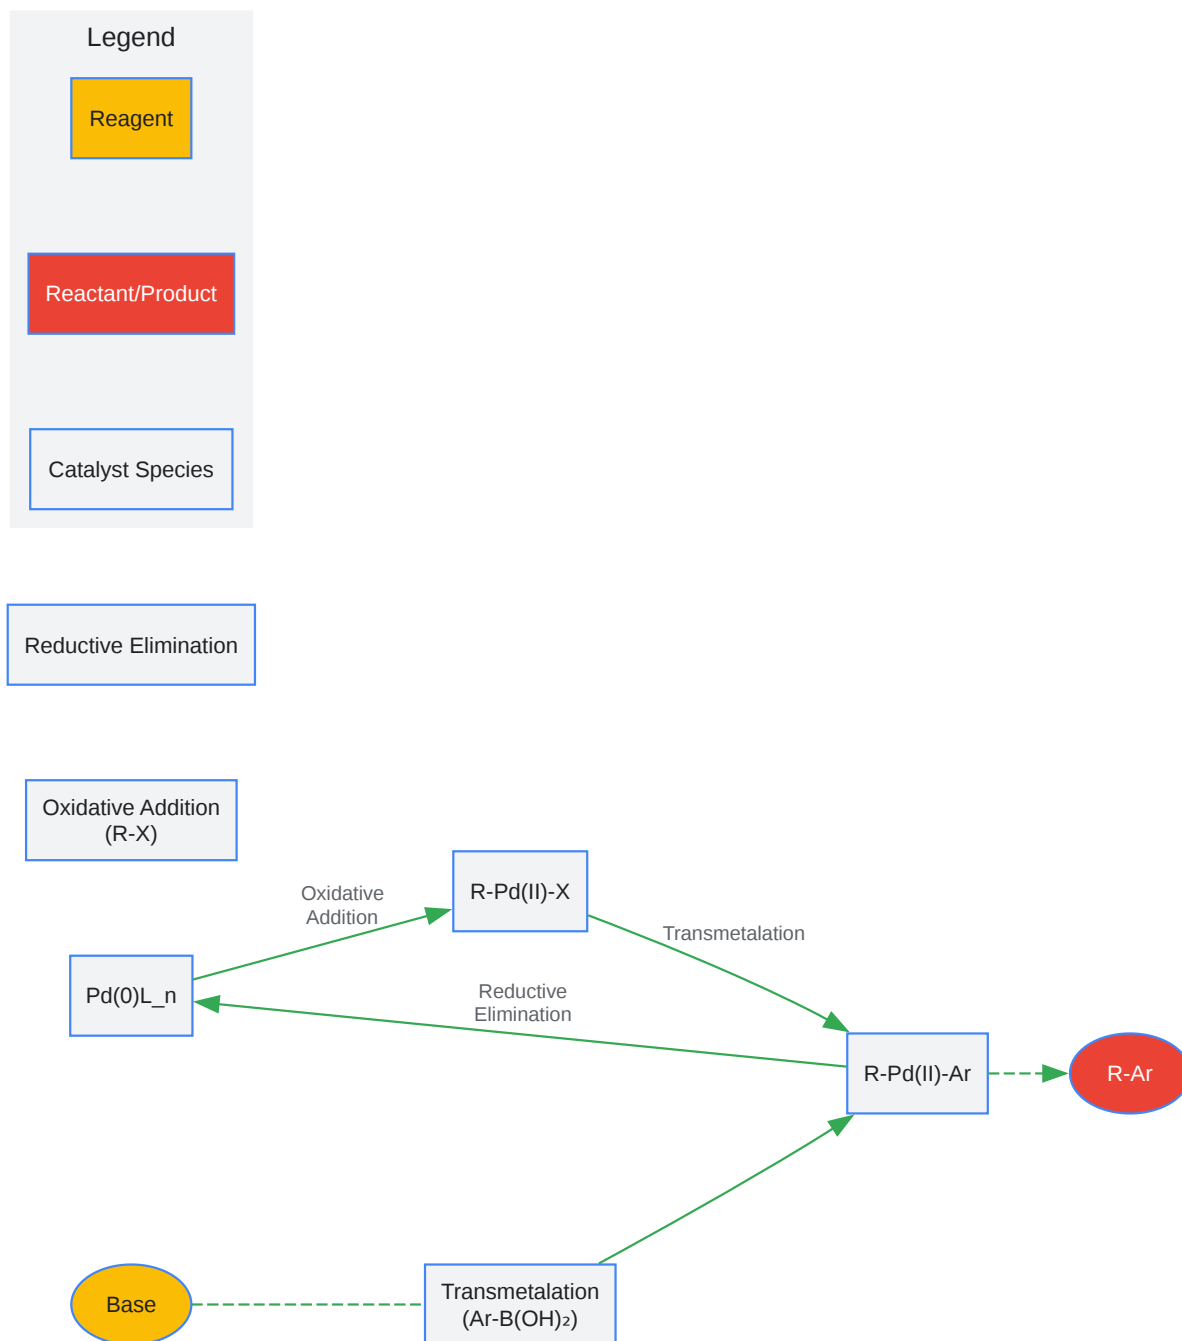 Legend
Reagent
Reactant/Product
Catalyst Species
Reductive Elimination
Oxidative Addition
(R-X)
Oxidative
Addition
R-Pd(II)-X
Transmetalation
Pd(0)L_n
Reductive
Elimination
R-Pd(II)-Ar
R-Ar
Base
Transmetalation
(Ar-B(OH)₂)